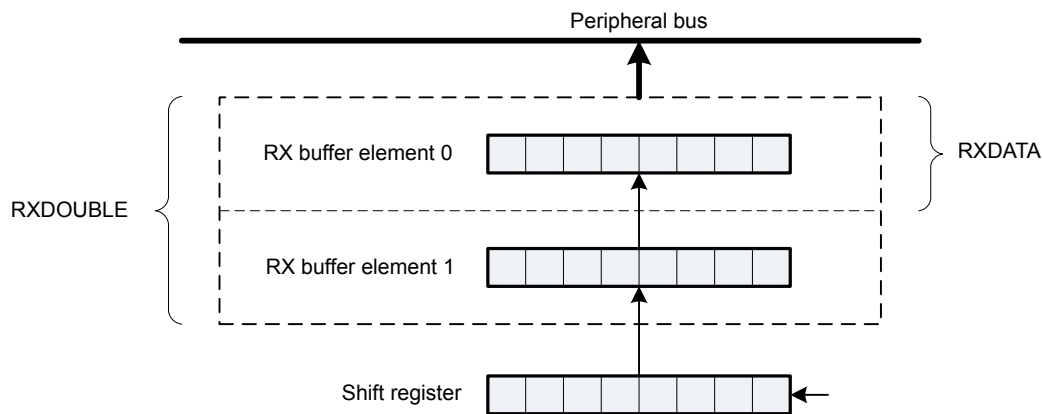 Peripheral bus
RX buffer element 0
RXDATA
RXDOUBLE
RX buffer element 1
Shift register